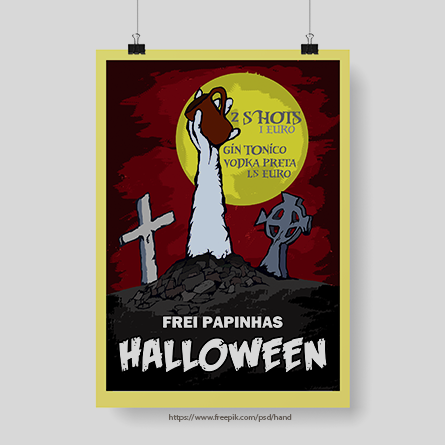 2 SHOTS
1 EURO
GIN TONICO
VODKA PRETA
1,5 EURO
FREI PAPINHAS
HALLOWEEN
https://www.freepik.com/psd/hand